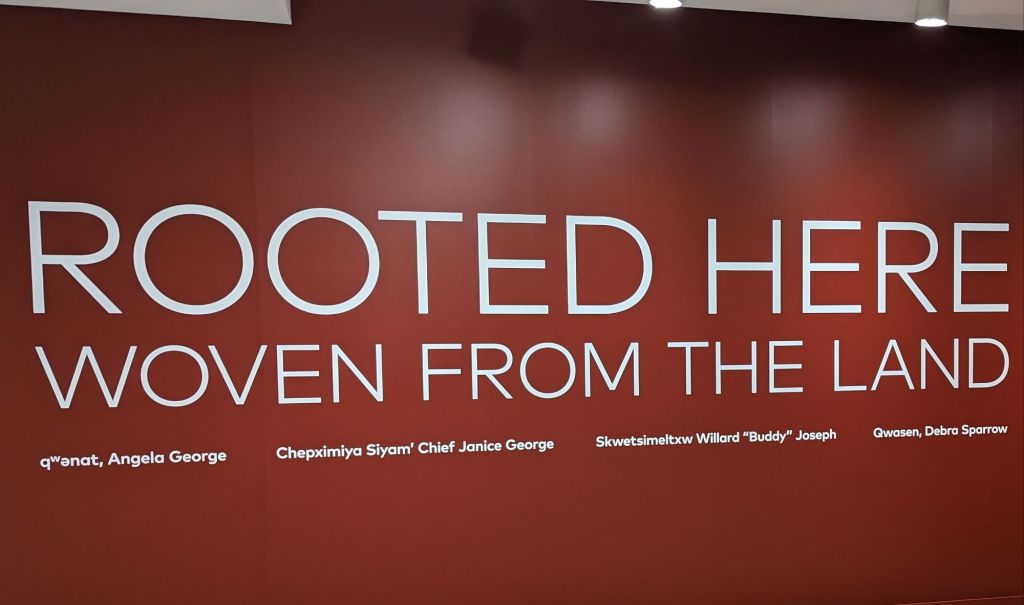 ROOTED HERE
WOVEN FROM THE LAND
qʷənat, Angela George Chepximiya Siyam’ Chief Janice George Skwetsimeltxw Willard “Buddy” Joseph Qwasen, Debra Sparrow